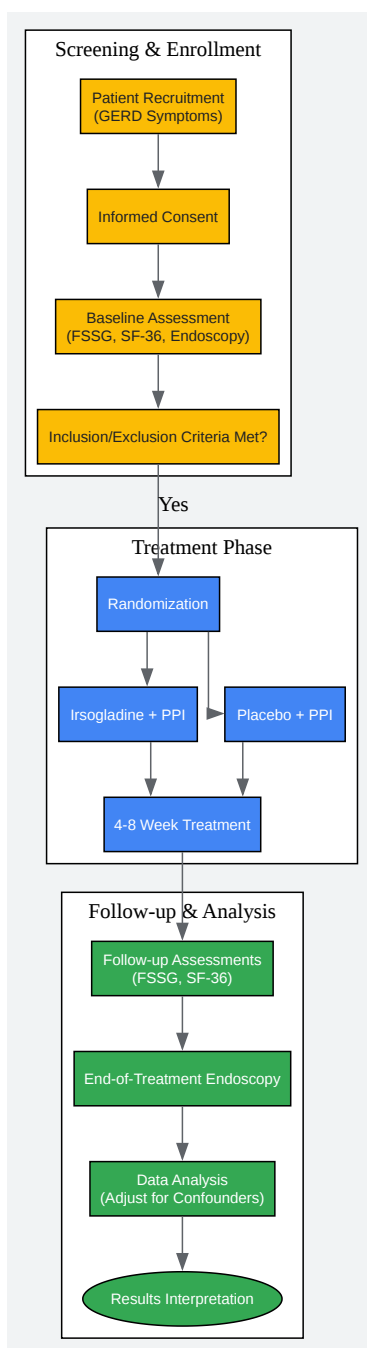 Screening & Enrollment
Patient Recruitment
(GERD Symptoms)
Informed Consent
Baseline Assessment
(FSSG, SF-36, Endoscopy)
Inclusion/Exclusion Criteria Met?
Yes
Treatment Phase
Randomization
Irsogladine + PPI
Placebo + PPI
4-8 Week Treatment
Follow-up & Analysis
Follow-up Assessments
(FSSG, SF-36)
End-of-Treatment Endoscopy
Data Analysis
(Adjust for Confounders)
Results Interpretation